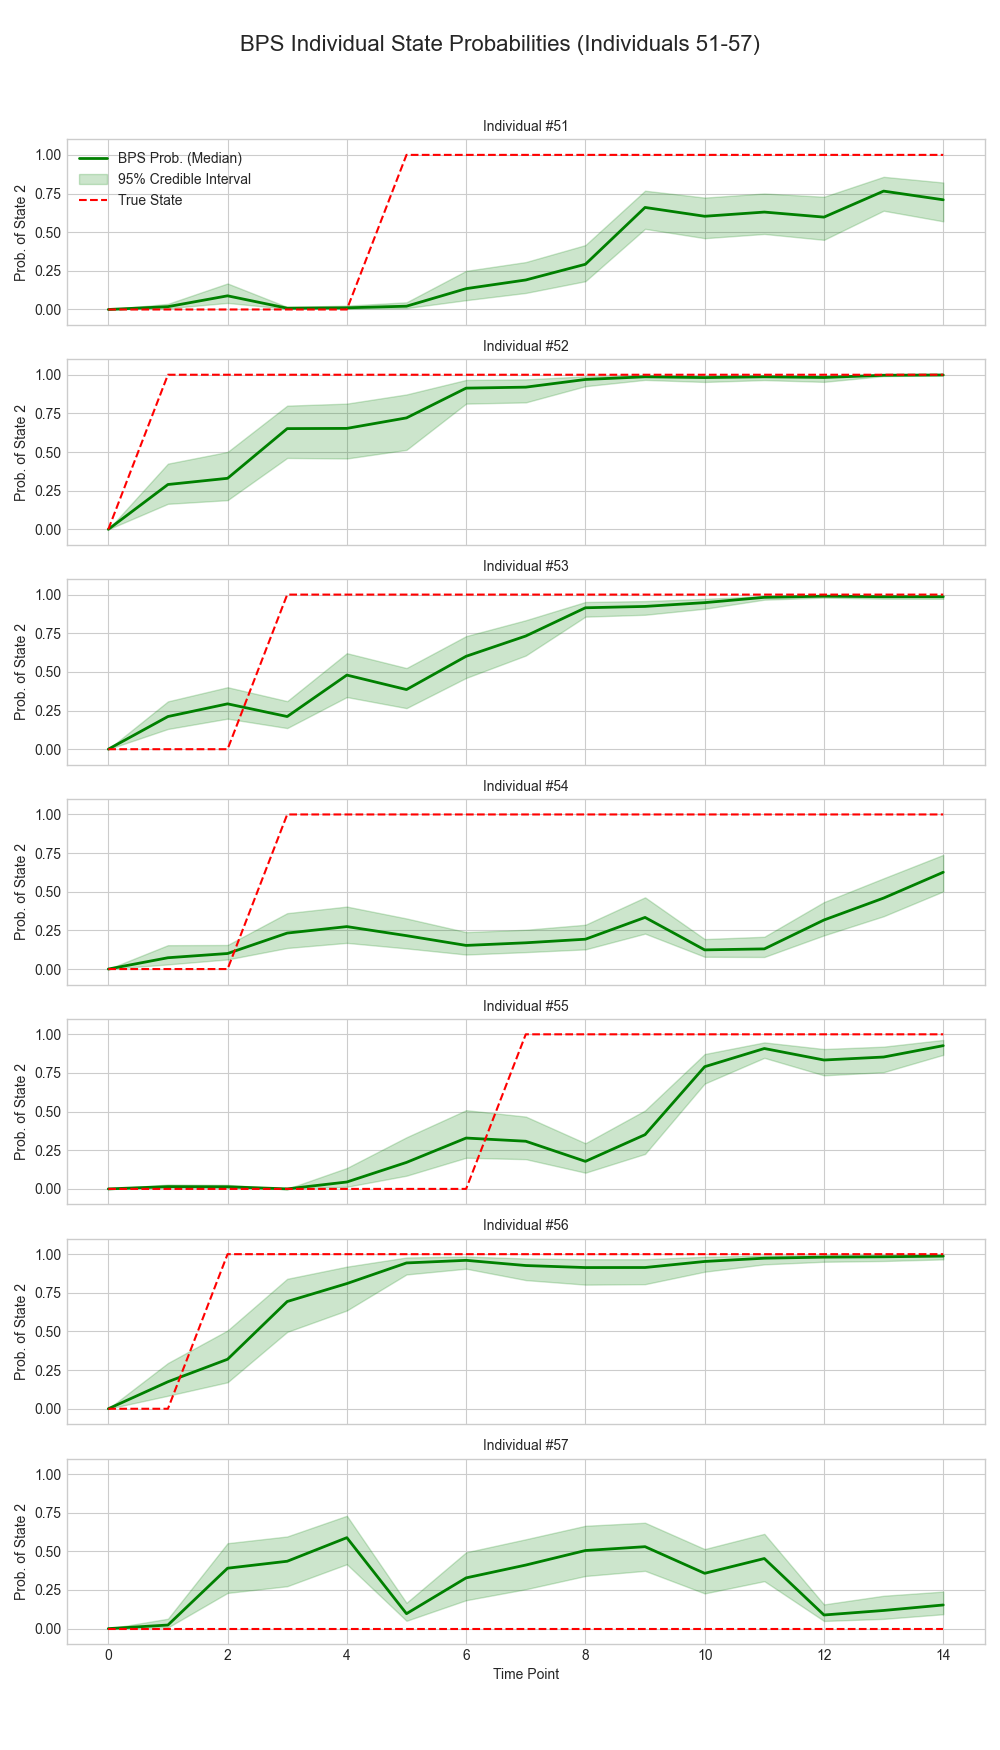 BPS Individual State Probabilities (Individuals 51-57)
Individual #51
1.00
0.75
0.50
0.25
0.00
Prob. of State 2
BPS Prob. (Median)
95% Credible Interval
True State
Individual #52
1.00
0.75
0.50
0.25
0.00
Prob. of State 2
Individual #53
1.00
0.75
0.50
0.25
0.00
Prob. of State 2
Individual #54
1.00
0.75
0.50
0.25
0.00
Prob. of State 2
Individual #55
1.00
0.75
0.50
0.25
0.00
Prob. of State 2
Individual #56
1.00
0.75
0.50
0.25
0.00
Prob. of State 2
Individual #57
1.00
0.75
0.50
0.25
0.00
Prob. of State 2
0 2 4 6 8 10 12 14
Time Point